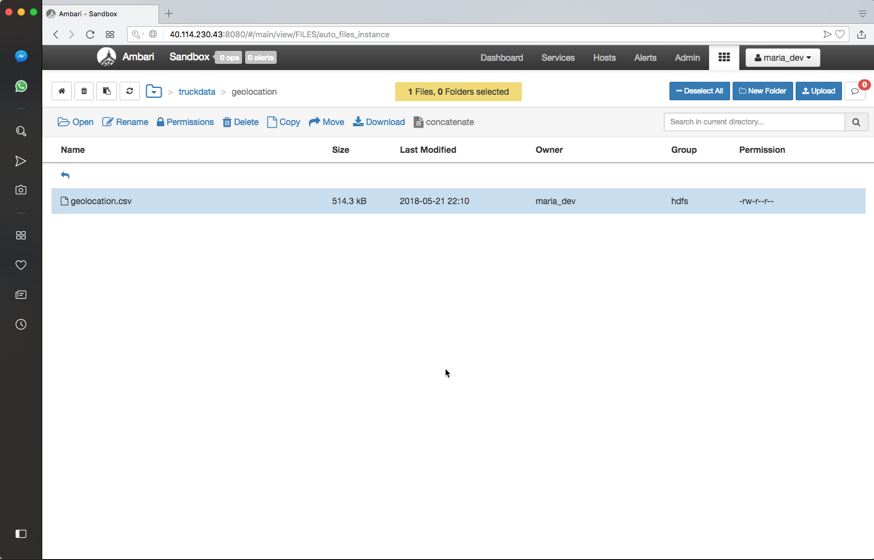 Ambari - Sandbox
40.114.230.43:8080/#/main/view/FILES/auto_files_instance
Ambari Sandbox 0 ops 0 alerts Dashboard Services Hosts Alerts Admin maria_dev
> truckdata > geolocation 1 Files, 0 Folders selected Deselect All New Folder Upload 0
Open Rename Permissions Delete Copy Move Download concatenate Search in current directory...
Name Size Last Modified Owner Group Permission
geolocation.csv 514.3 kB 2018-05-21 22:10 maria_dev hdfs -rw-r--r--